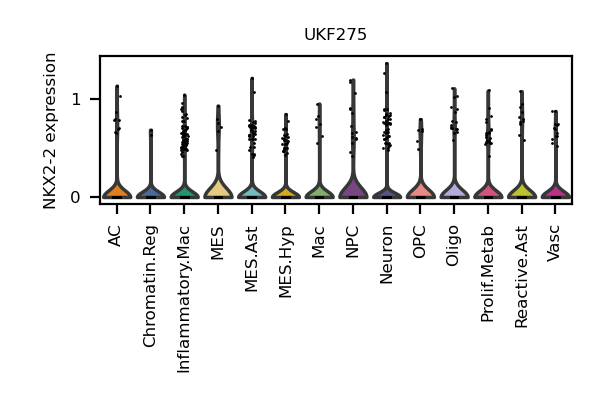 UKF275
NKX2-2 expression
1
0
AC
Chromatin.Reg
Inflammatory.Mac
MES
MES.Ast
MES.Hyp
Mac
NPC
Neuron
OPC
Oligo
Prolif.Metab
Reactive.Ast
Vasc